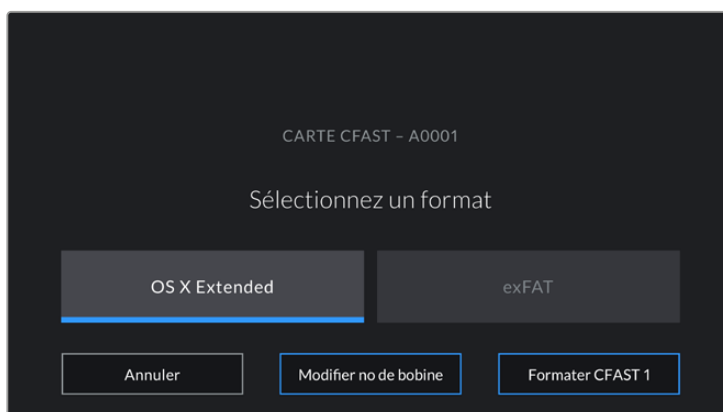 CARTE CFAST – A0001
Sélectionnez un format
OS X Extended
exFAT
Annuler
Modifier no de bobine
Formater CFAST 1